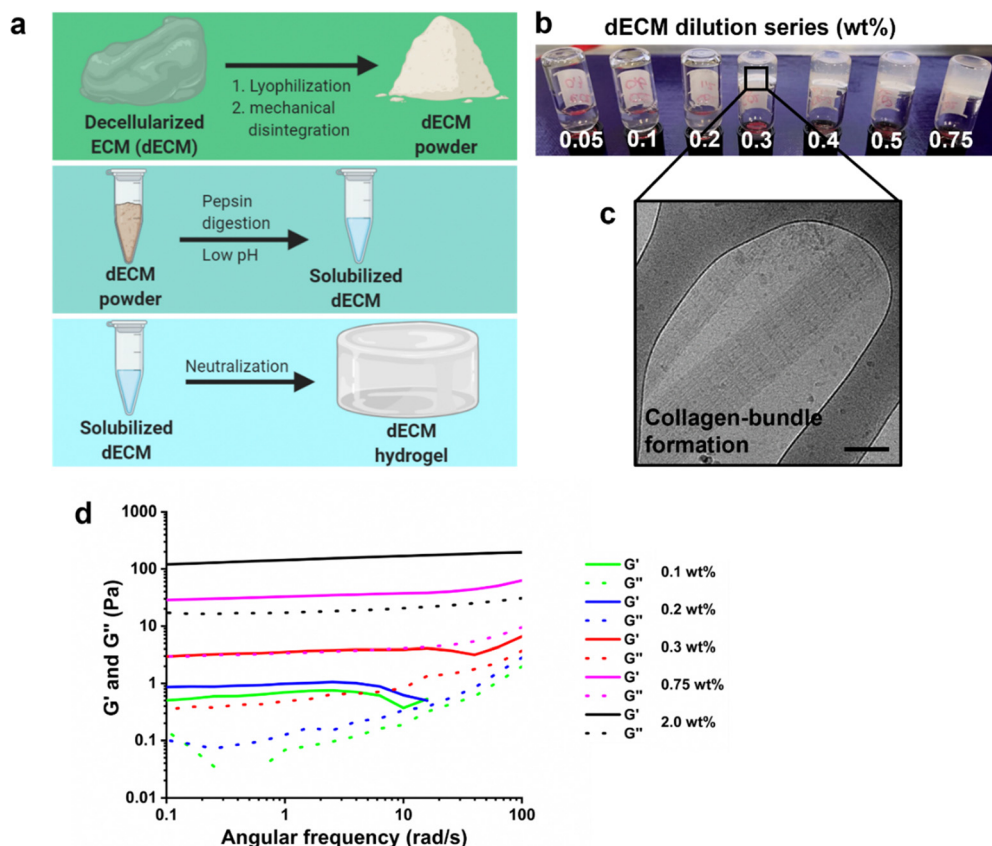 a
1. Lyophilization
2. mechanical
disintegration
Decellularized
ECM (dECM)
dECM
powder
Pepsin
digestion
Low pH
dECM
powder
Solubilized
dECM
Neutralization
Solubilized
dECM
dECM
hydrogel
b
dECM dilution series (wt%)
0.05 0.1 0.2 0.3 0.4 0.5 0.75
c
Collagen-bundle
formation
d
G' and G'' (Pa)
1000
100
10
1
0.1
0.01
0.1 1 10 100
Angular frequency (rad/s)
G'
G''
0.1 wt%
G'
G''
0.2 wt%
G'
G''
0.3 wt%
G'
G''
0.75 wt%
G'
G''
2.0 wt%